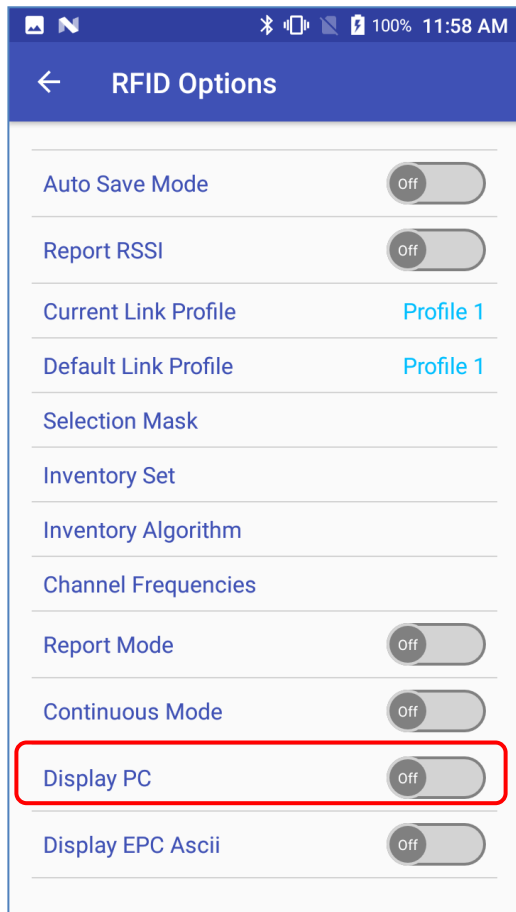 100% 11:58 AM
RFID Options
Auto Save Mode Off
Report RSSI Off
Current Link Profile Profile 1
Default Link Profile Profile 1
Selection Mask
Inventory Set
Inventory Algorithm
Channel Frequencies
Report Mode Off
Continuous Mode Off
Display PC Off
Display EPC Ascii Off